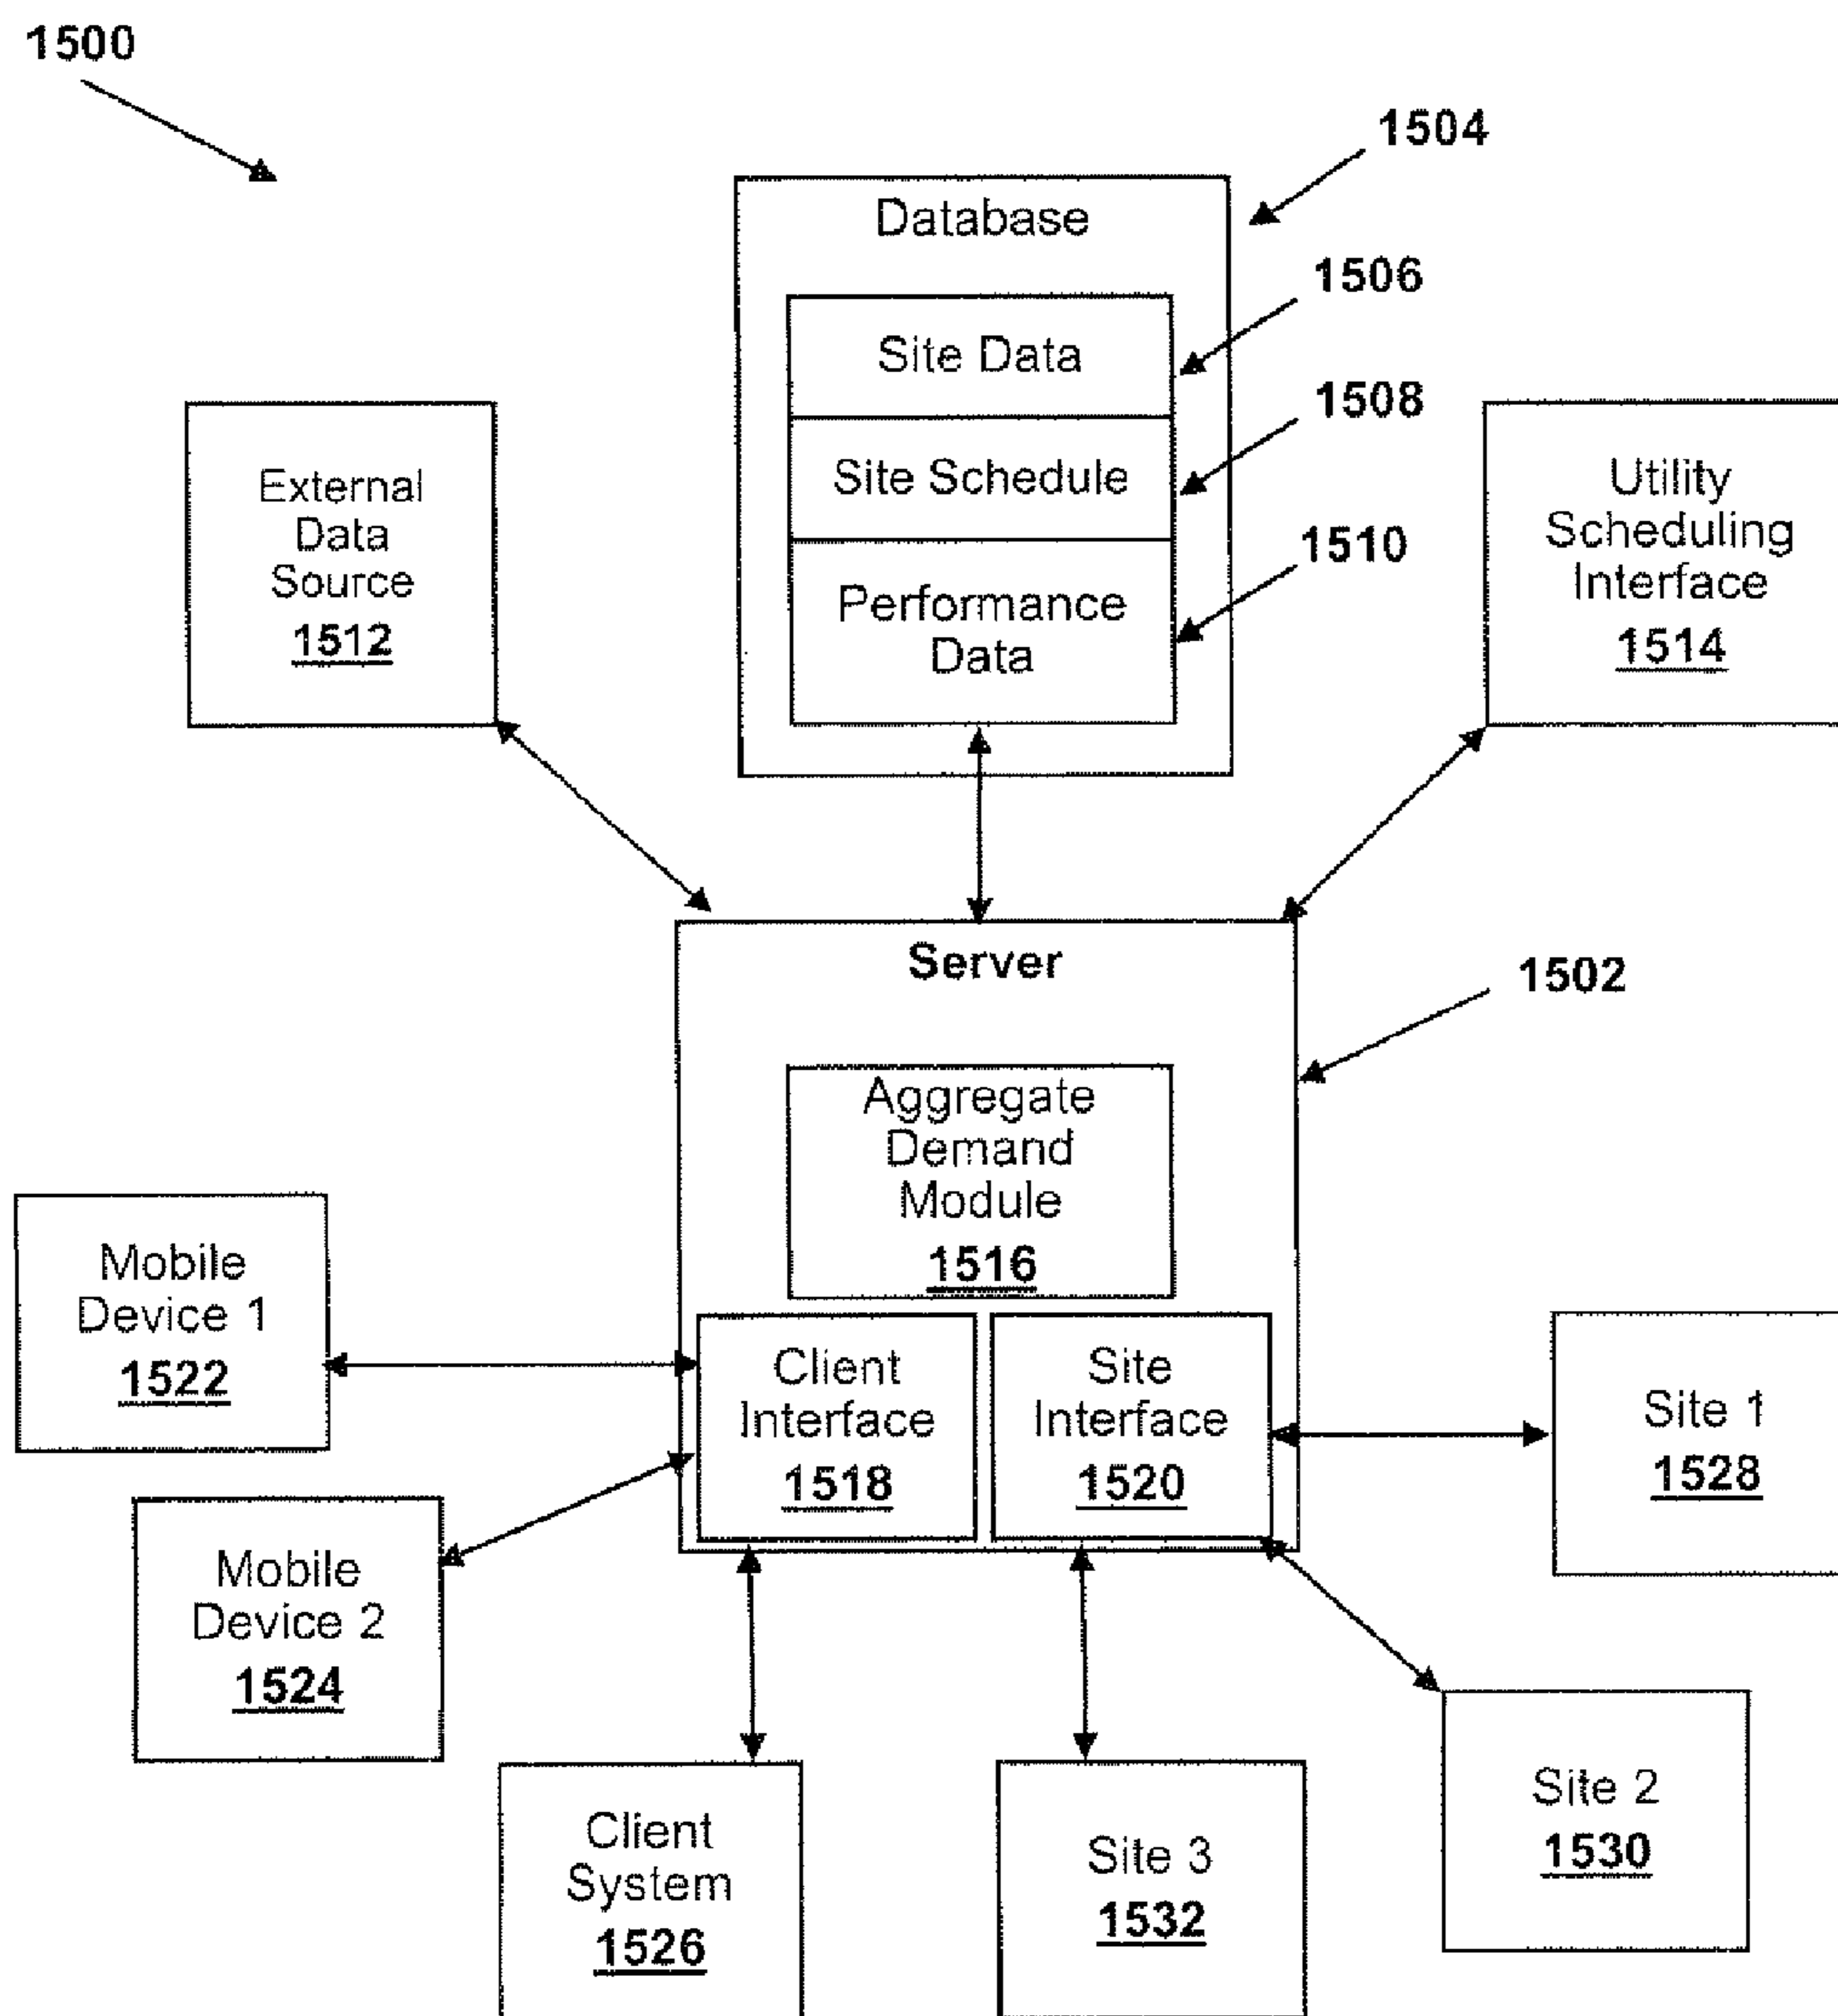 1500
1504
Database
1506
Site Data
1508
Site Schedule
1510
Performance
Data
External
Data
Source
1512
Utility
Scheduling
Interface
1514
Server
1502
Aggregate
Demand
Module
1516
Mobile
Device 1
1522
Client
Interface
1518
Site
Interface
1520
Site 1
1528
Mobile
Device 2
1524
Client
System
1526
Site 3
1532
Site 2
1530